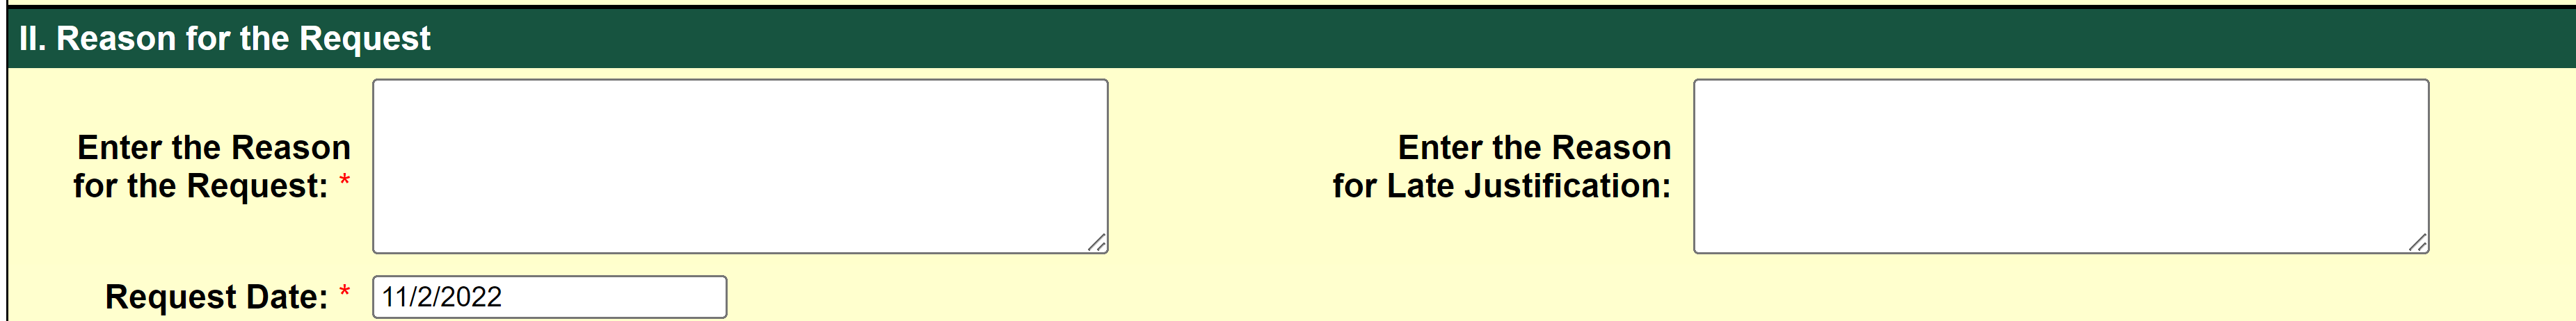 II. Reason for the Request
Enter the Reason
for the Request: *
Enter the Reason
for Late Justification:
Request Date: * 11/2/2022